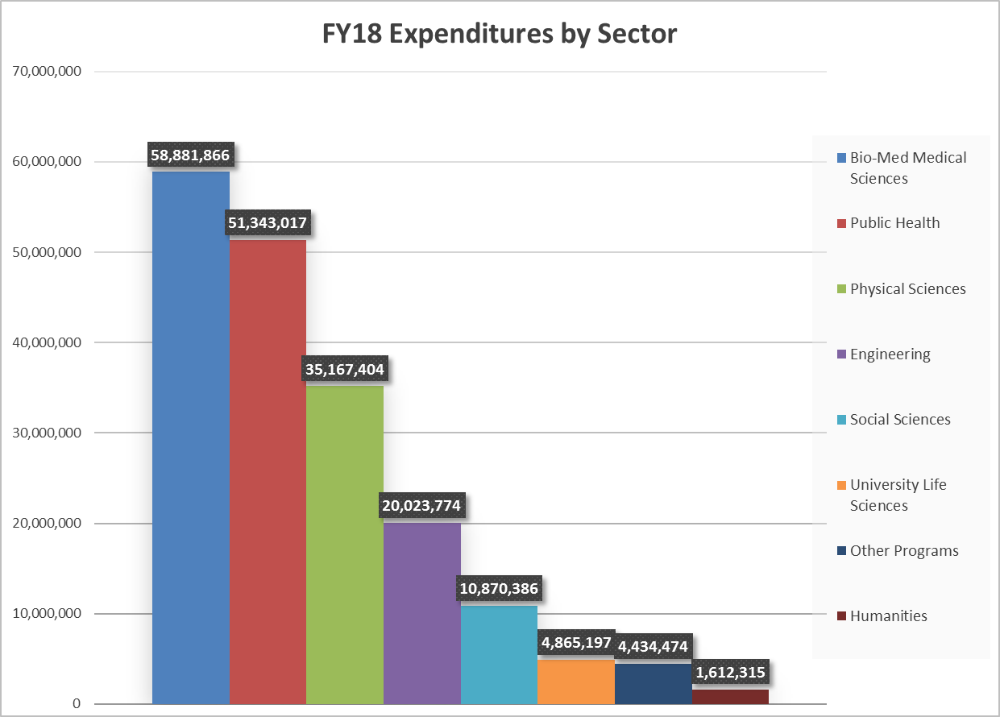 FY18 Expenditures by Sector
70,000,000
60,000,000
50,000,000
40,000,000
30,000,000
20,000,000
10,000,000
0
58,881,866
51,343,017
35,167,404
20,023,774
10,870,386
4,865,197
4,434,474
1,612,315
Bio-Med Medical
Sciences
Public Health
Physical Sciences
Engineering
Social Sciences
University Life
Sciences
Other Programs
Humanities